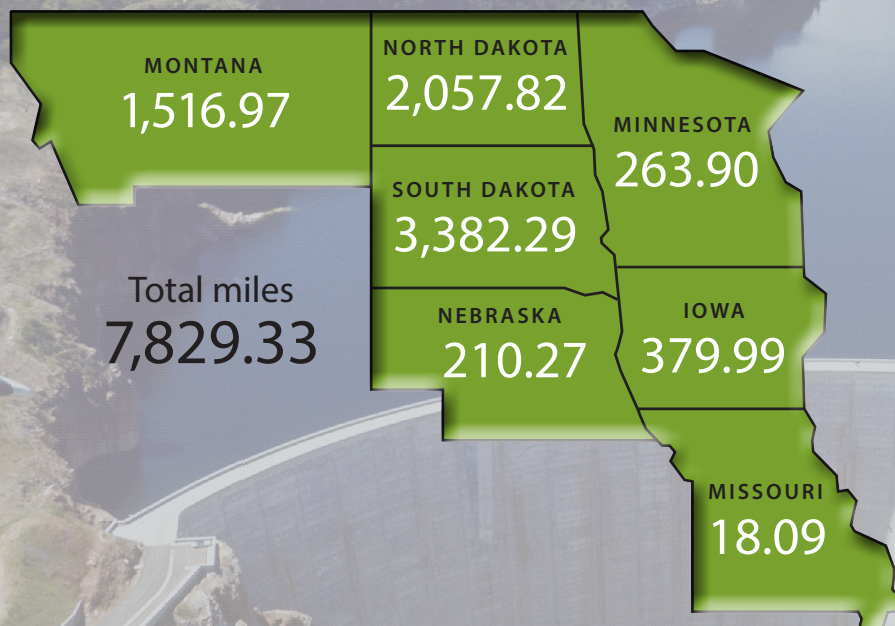 MONTANA
1,516.97
NORTH DAKOTA
2,057.82
MINNESOTA
263.90
SOUTH DAKOTA
3,382.29
Total miles
7,829.33
NEBRASKA
210.27
IOWA
379.99
MISSOURI
18.09